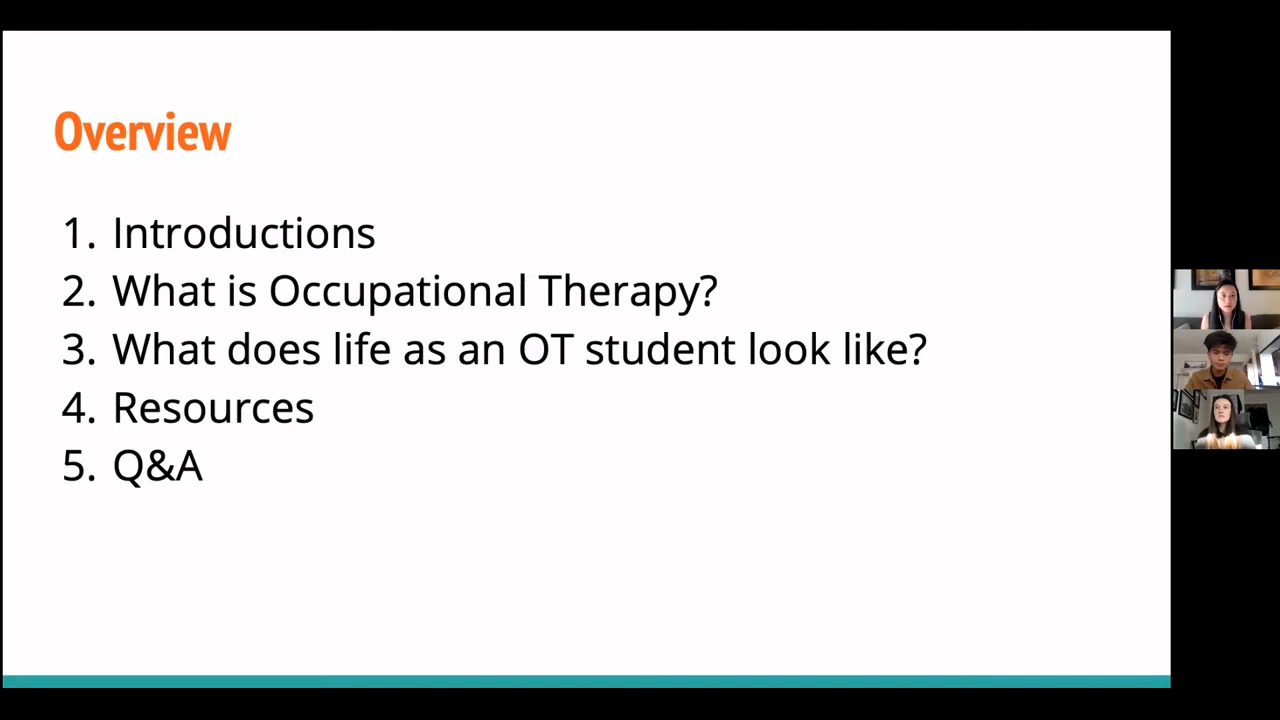 Overview
1. Introductions
2. What is Occupational Therapy?
3. What does life as an OT student look like?
4. Resources
5. Q&A